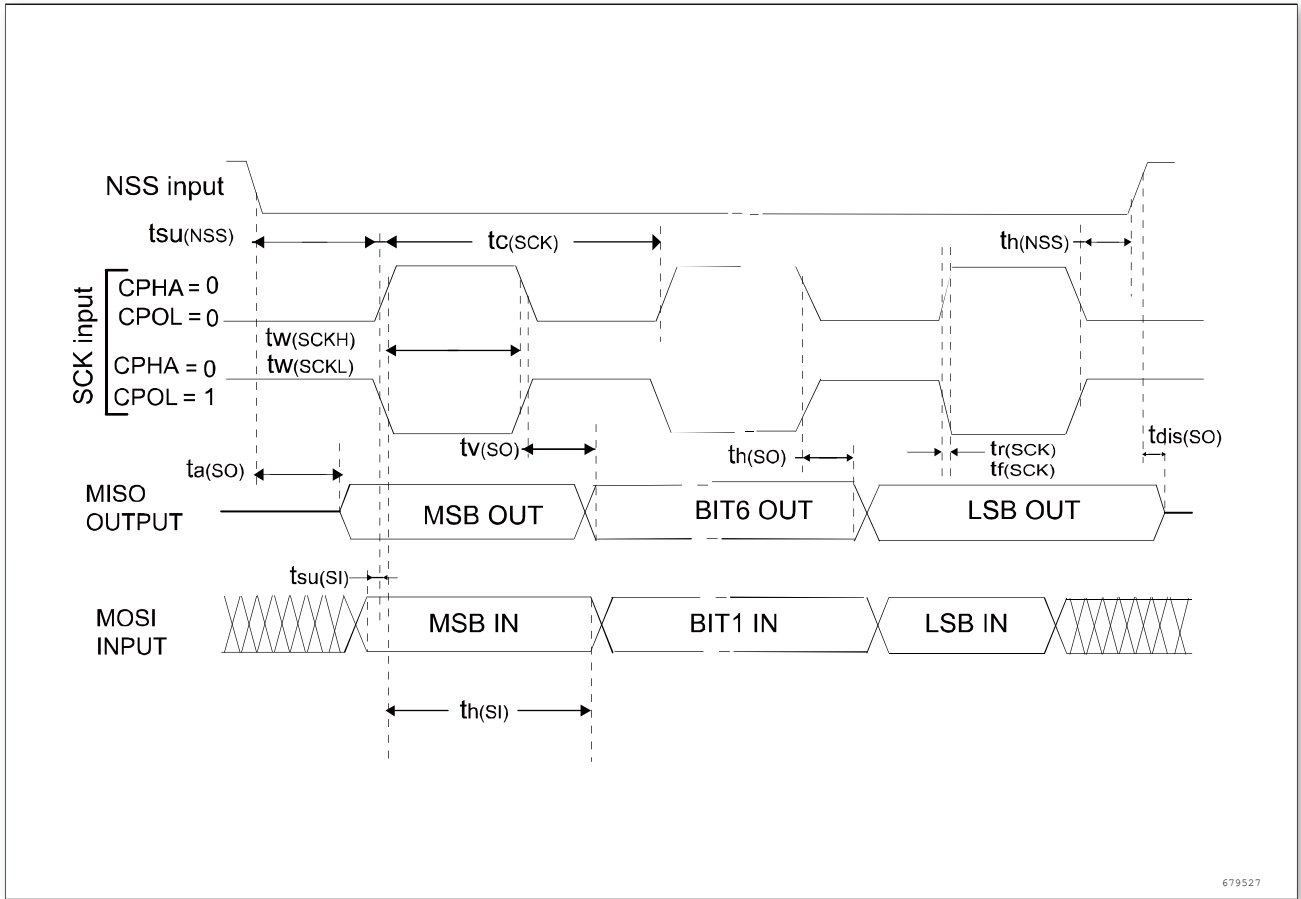 NSS input
tsu(NSS)
tc(SCK)
th(NSS)
SCK input
CPHA = 0
CPOL = 0
tw(SCKH)
CPHA = 0
tw(SCKL)
CPOL = 1
tv(SO)
th(SO)
tr(SCK)
tf(SCK)
tdis(SO)
ta(SO)
MISO
OUTPUT
MSB OUT
BIT6 OUT
LSB OUT
tsu(SI)
MOSI
INPUT
MSB IN
BIT1 IN
LSB IN
th(SI)
679527